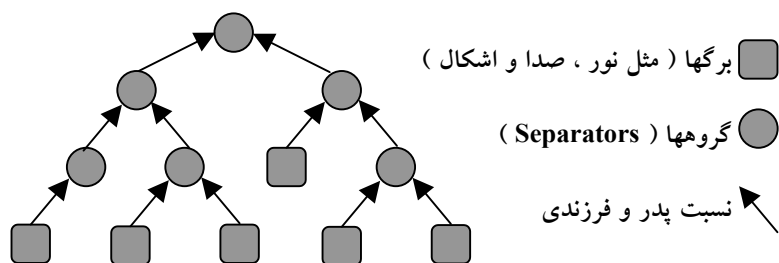 برگها ( مثل نور ، صدا و اشکال )
گروهها ( Separators )
نسبت پدر و فرزندی